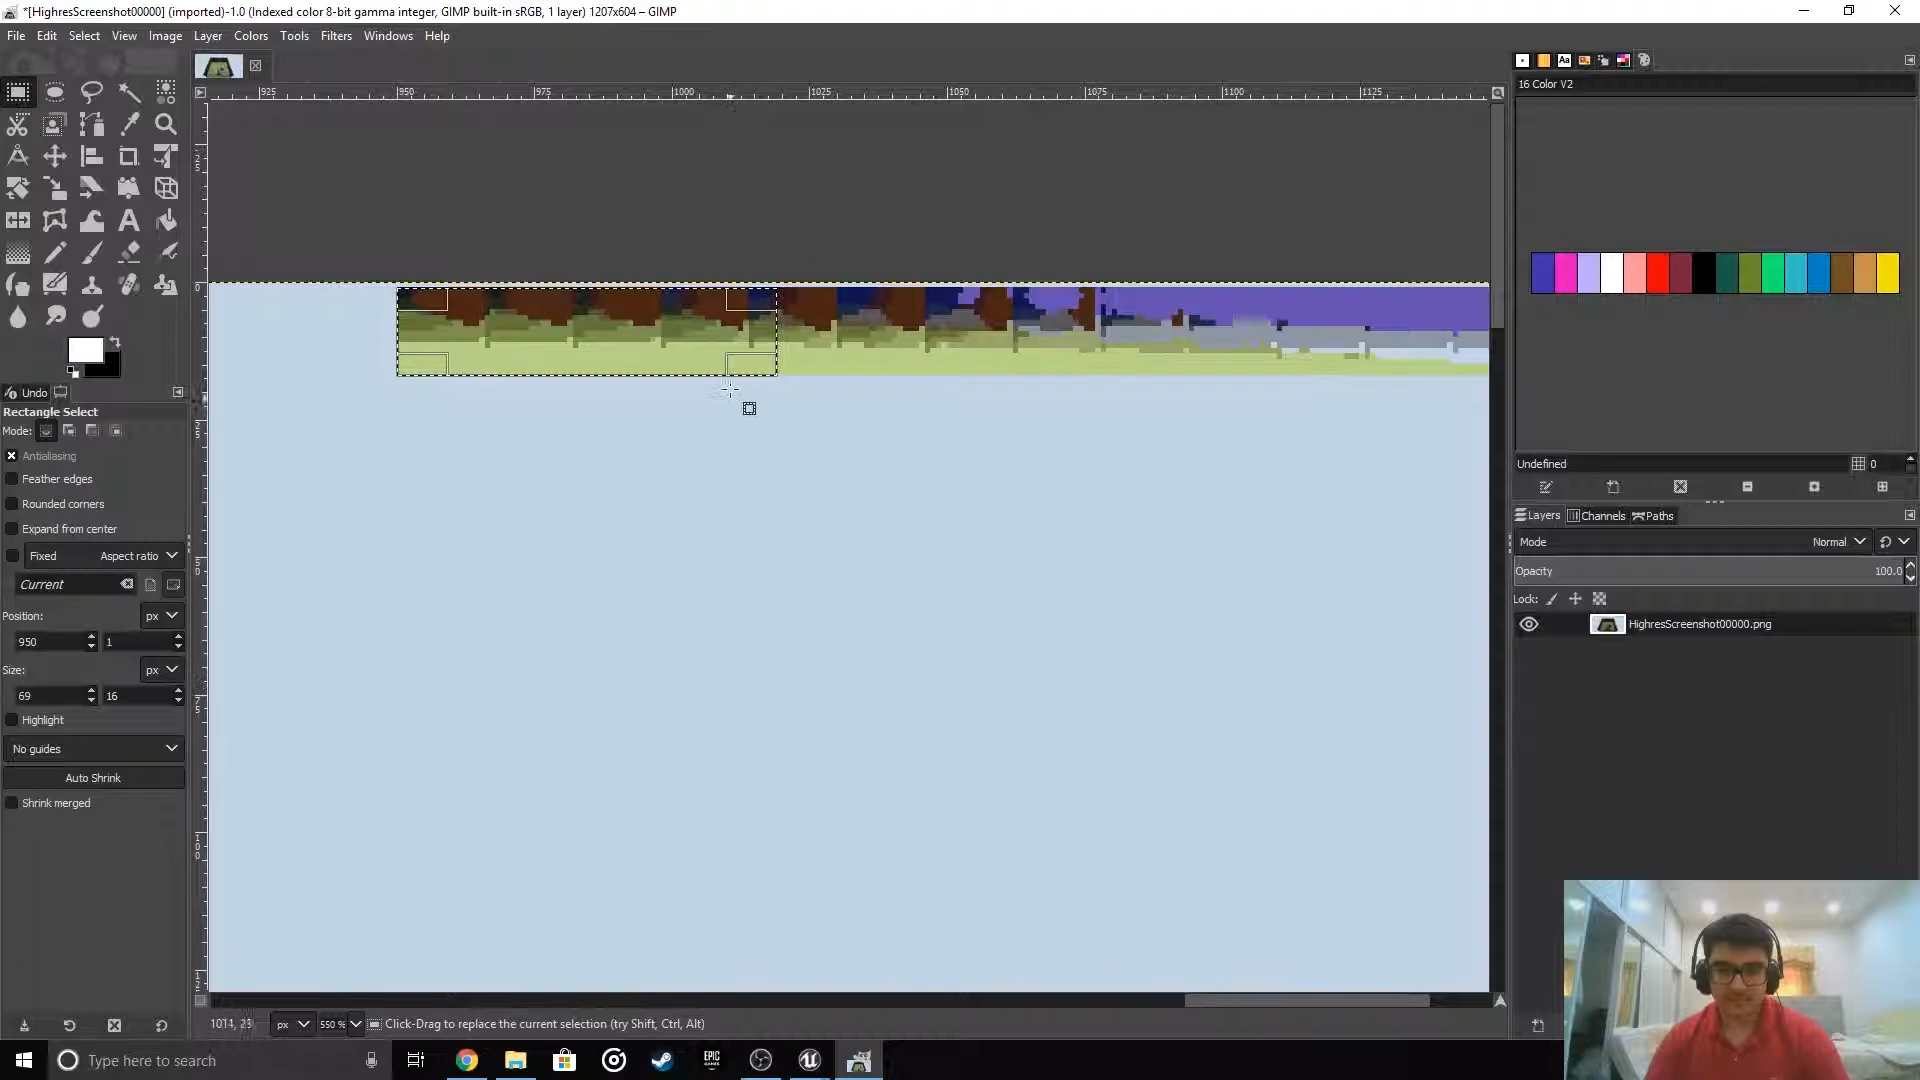 *[HighresScreenshot00000] (imported)-1.0 (Indexed color 8-bit gamma integer, GIMP built-in sRGB, 1 layer) 1207x604 – GIMP
File Edit Select View Image Layer Colors Tools Filters Windows Help
925 950 975 1000 1025 1050 1075 1100 1125
16 Color V2
Undo
Rectangle Select
Mode:
Antialiasing
Feather edges
Rounded corners
Expand from center
Fixed Aspect ratio
Current
Position: px
950 1
Size: px
69 16
Highlight
No guides
Auto Shrink
Shrink merged
Undefined 0
Layers Channels Paths
Mode Normal
Opacity 100.0
Lock:
HighresScreenshot00000.png
px 550 % Click-Drag to replace the current selection (try Shift, Ctrl, Alt)
Type here to search
EPIC GAMES